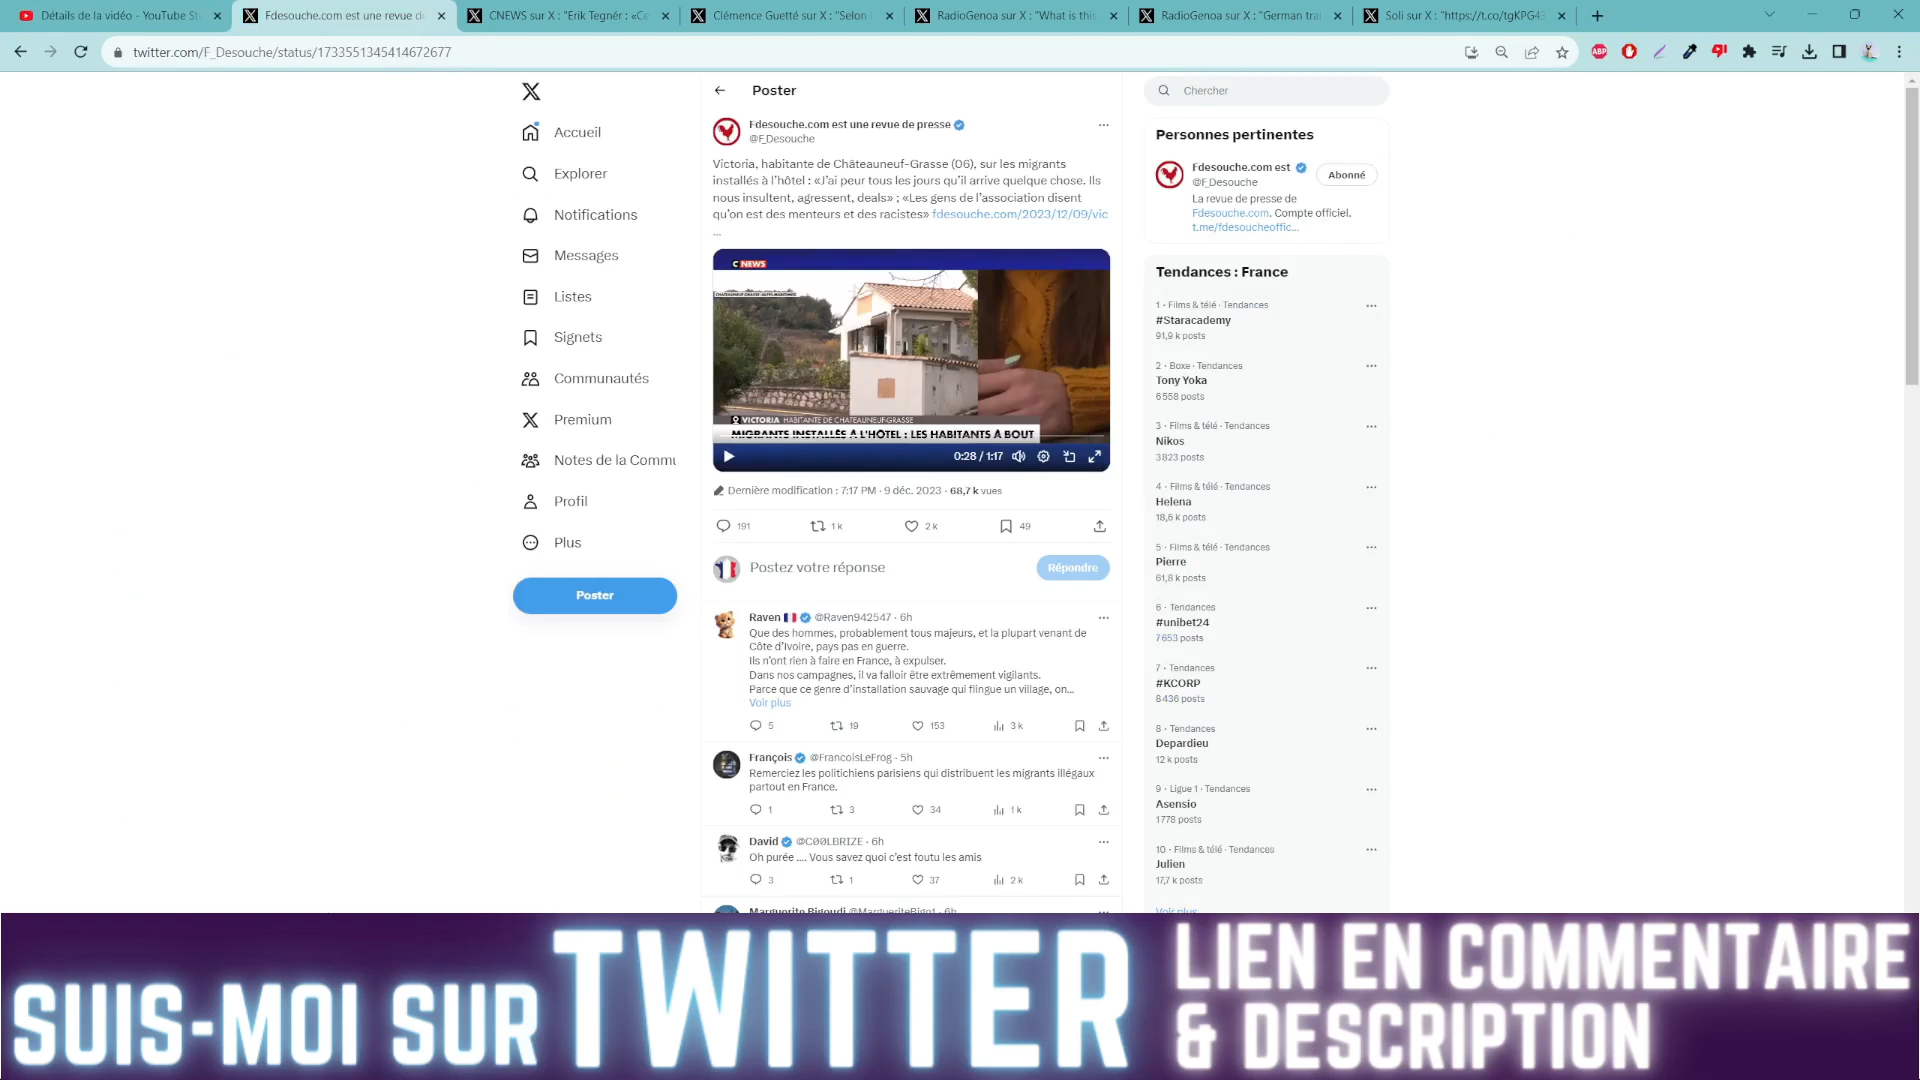 Détails de la vidéo - YouTube St
Fdesouche.com est une revue de
CNEWS sur X : "Erik Tegnér : «Ce
Clémence Guetté sur X : "Selon l
RadioGenoa sur X : "What is this
RadioGenoa sur X : "German tra
Soli sur X : "https://t.co/tgKPG43
twitter.com/F_Desouche/status/1733551345414672677
ABP
Accueil
Explorer
Notifications
Messages
Listes
Signets
Communautés
Premium
Notes de la Commu
Profil
Plus
Poster
Poster
Fdesouche.com est une revue de presse
@F_Desouche
Victoria, habitante de Châteauneuf-Grasse (06), sur les migrants
installés à l'hôtel : «J'ai peur tous les jours qu'il arrive quelque chose. Ils
nous insultent, agressent, deals» ; «Les gens de l'association disent
qu'on est des menteurs et des racistes» fdesouche.com/2023/12/09/vic
...
C NEWS
CHATEAUNEUF-GRASSE (ALPES-MARITIMES)
VICTORIA HABITANTE DE CHATEAUNEUF-GRASSE
MIGRANTS INSTALLÉS À L'HÔTEL : LES HABITANTS À BOUT
0:28 / 1:17
Dernière modification : 7:17 PM · 9 déc. 2023 · 68,7 k vues
191 1 k 2 k 49
Postez votre réponse
Répondre
Raven @Raven942547 · 6h
Que des hommes, probablement tous majeurs, et la plupart venant de
Côte d'Ivoire, pays pas en guerre.
Ils n'ont rien à faire en France, à expulser.
Dans nos campagnes, il va falloir être extrêmement vigilants.
Parce que ce genre d'installation sauvage qui flingue un village, on...
Voir plus
5 19 153 3 k
François @FrancoisLeFrog · 5h
Remerciez les politichiens parisiens qui distribuent les migrants illégaux
partout en France.
1 3 34 1 k
David @C00LBRIZE · 6h
Oh purée .... Vous savez quoi c'est foutu les amis
3 1 37 2 k
Marguerite Bigoudi @MargueriteBigo1 · 6h
Chercher
Personnes pertinentes
Fdesouche.com est
@F_Desouche
Abonné
La revue de presse de
Fdesouche.com. Compte officiel.
t.me/fdesoucheoffic...
Tendances : France
1 · Films & télé · Tendances
#Staracademy
91,9 k posts
2 · Boxe · Tendances
Tony Yoka
6 558 posts
3 · Films & télé · Tendances
Nikos
3 823 posts
4 · Films & télé · Tendances
Helena
18,6 k posts
5 · Films & télé · Tendances
Pierre
61,8 k posts
6 · Tendances
#unibet24
7 653 posts
7 · Tendances
#KCORP
8 436 posts
8 · Tendances
Depardieu
12 k posts
9 · Ligue 1 · Tendances
Asensio
1 778 posts
10 · Films & télé · Tendances
Julien
17,7 k posts
Voir plus
SUIS-MOI SUR TWITTER
LIEN EN COMMENTAIRE
& DESCRIPTION